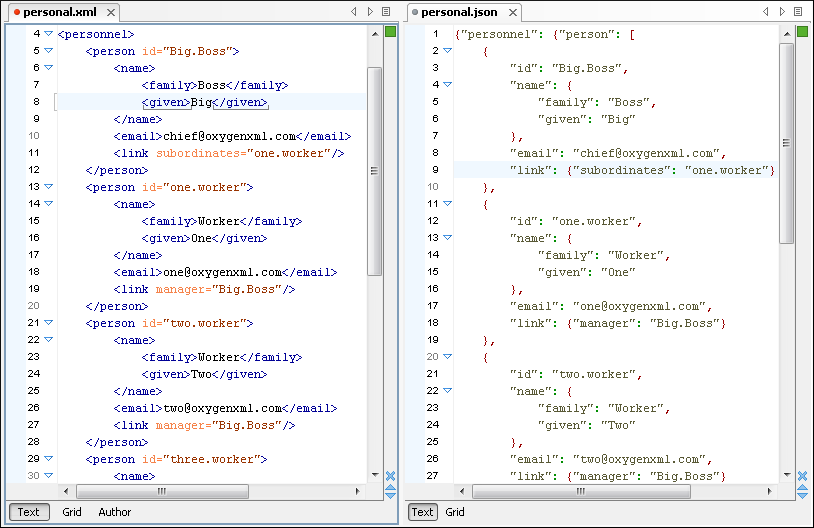 personal.xml
4 <personnel>
5 <person id="Big.Boss">
6 <name>
7 <family>Boss</family>
8 <given>Big</given>
9 </name>
10 <email>chief@oxygenxml.com</email>
11 <link subordinates="one.worker"/>
12 </person>
13 <person id="one.worker">
14 <name>
15 <family>Worker</family>
16 <given>One</given>
17 </name>
18 <email>one@oxygenxml.com</email>
19 <link manager="Big.Boss"/>
20 </person>
21 <person id="two.worker">
22 <name>
23 <family>Worker</family>
24 <given>Two</given>
25 </name>
26 <email>two@oxygenxml.com</email>
27 <link manager="Big.Boss"/>
28 </person>
29 <person id="three.worker">
30 <name>
Text Grid Author
personal.json
1 {"personnel": {"person": [
2 {
3 "id": "Big.Boss",
4 "name": {
5 "family": "Boss",
6 "given": "Big"
7 },
8 "email": "chief@oxygenxml.com",
9 "link": {"subordinates": "one.worker"}
10 },
11 {
12 "id": "one.worker",
13 "name": {
14 "family": "Worker",
15 "given": "One"
16 },
17 "email": "one@oxygenxml.com",
18 "link": {"manager": "Big.Boss"}
19 },
20 {
21 "id": "two.worker",
22 "name": {
23 "family": "Worker",
24 "given": "Two"
25 },
26 "email": "two@oxygenxml.com",
27 "link": {"manager": "Big.Boss"}
Text Grid